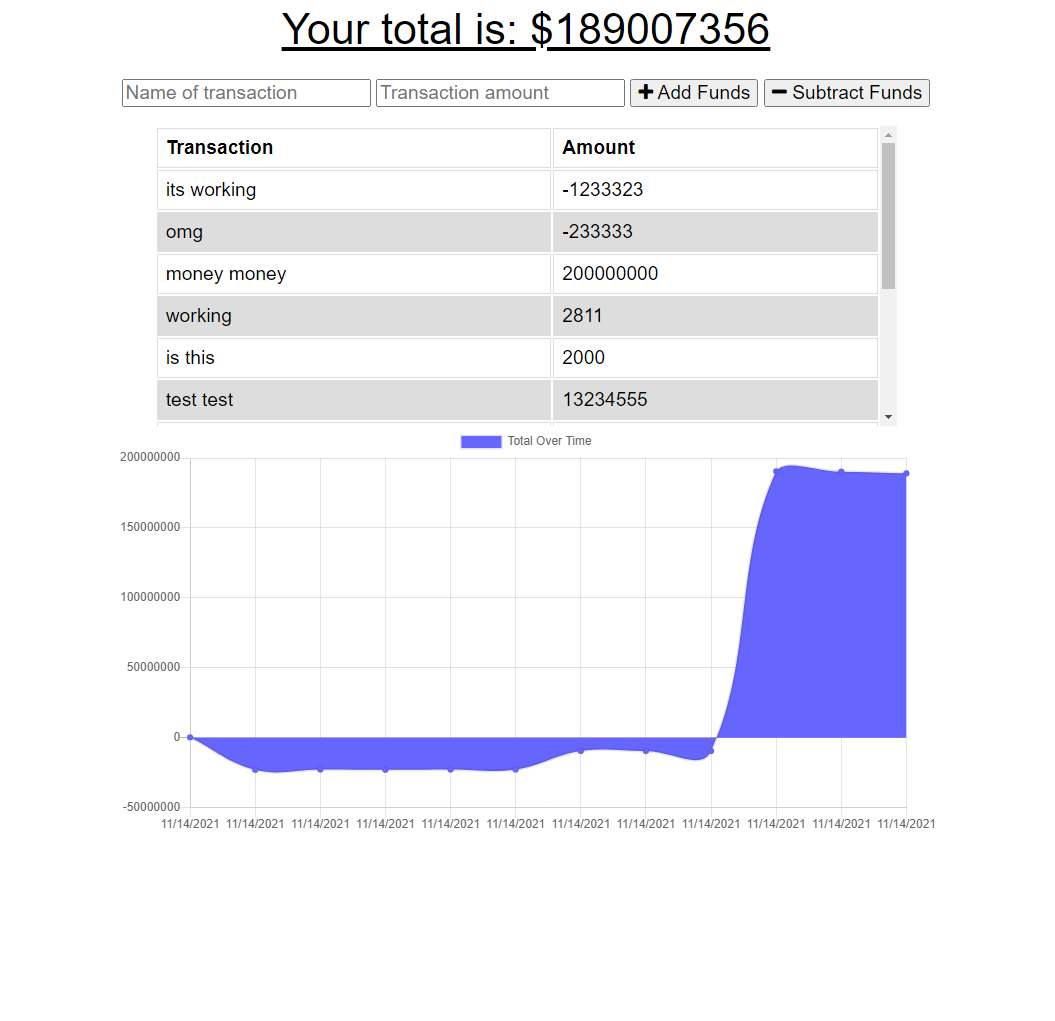 Your total is: $189007356
Name of transaction Transaction amount Add Funds Subtract Funds
Transaction Amount
its working -1233323
omg -233333
money money 200000000
working 2811
is this 2000
test test 13234555
Total Over Time
200000000
150000000
100000000
50000000
0
-50000000
11/14/2021 11/14/2021 11/14/2021 11/14/2021 11/14/2021 11/14/2021 11/14/2021 11/14/2021 11/14/2021 11/14/2021 11/14/2021 11/14/2021